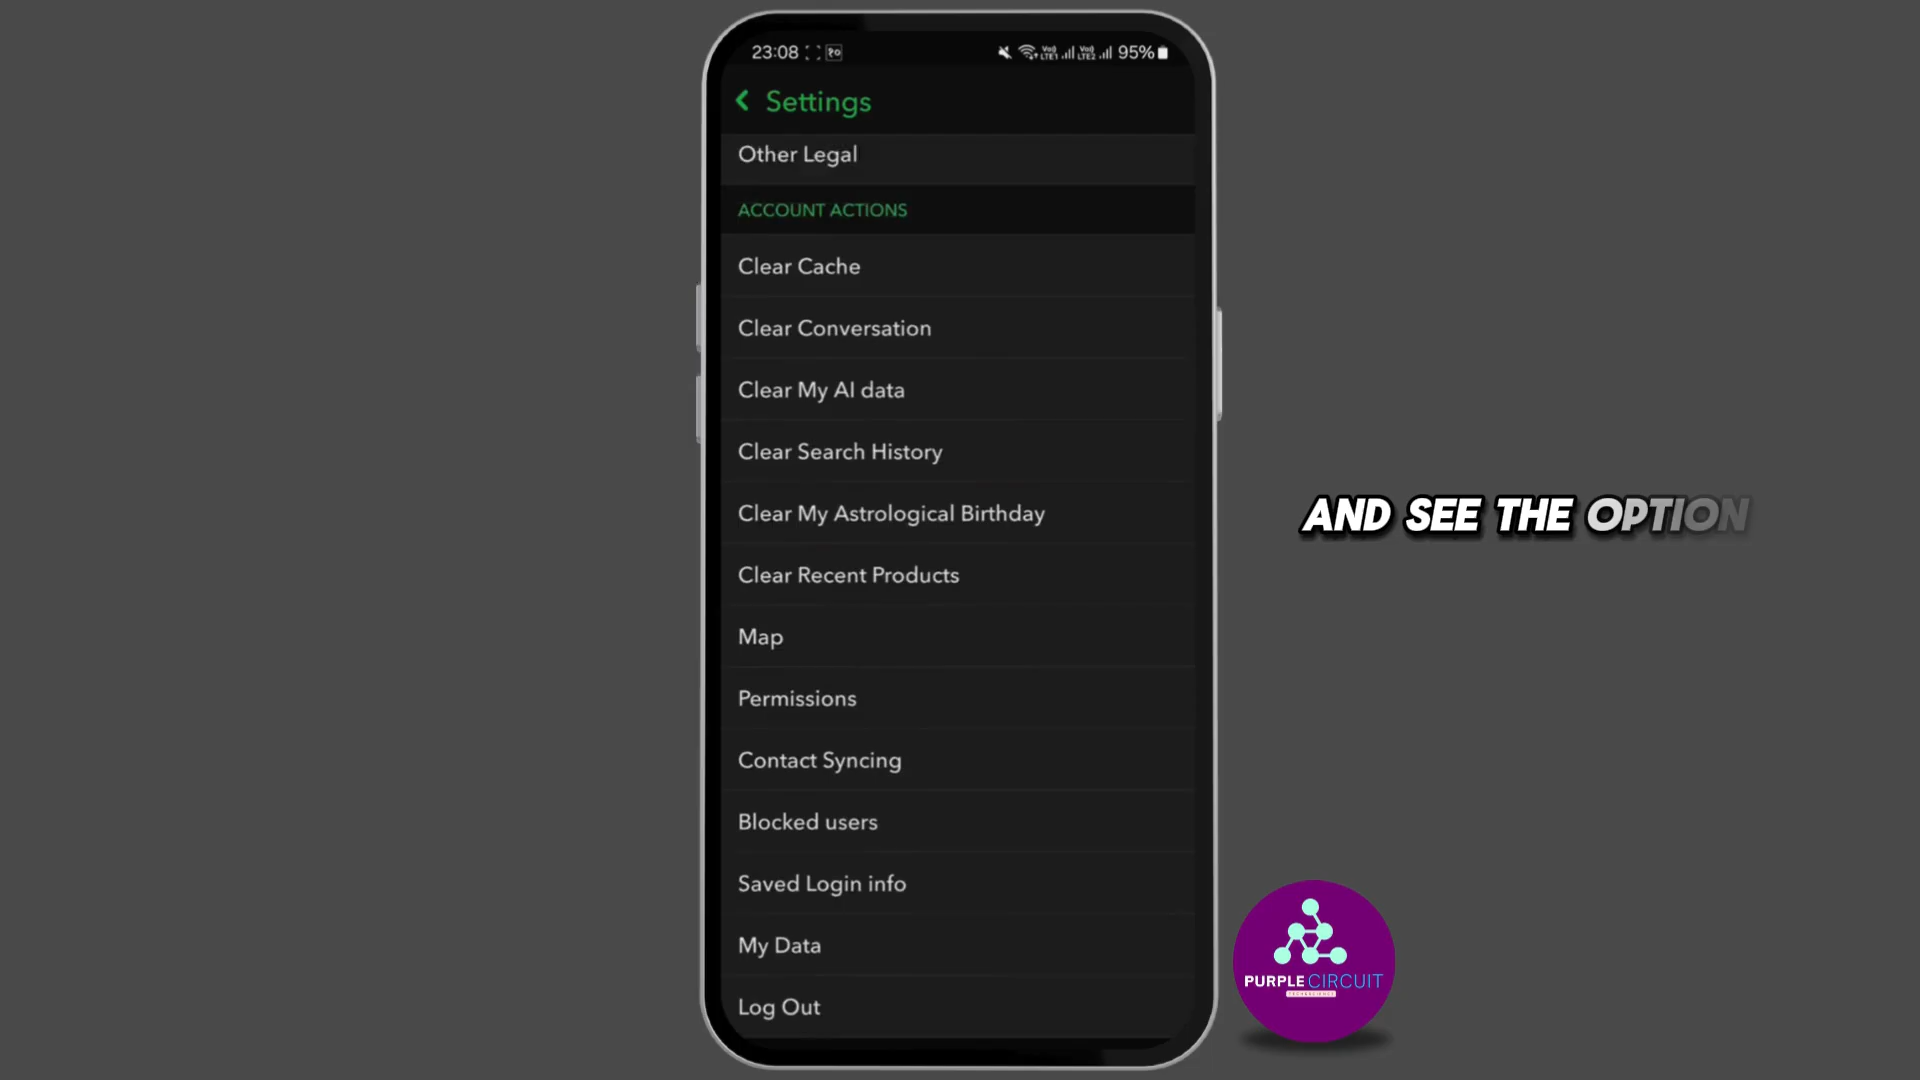 23:08
95%
Settings
Other Legal
ACCOUNT ACTIONS
Clear Cache
Clear Conversation
Clear My AI data
Clear Search History
Clear My Astrological Birthday
Clear Recent Products
Map
Permissions
Contact Syncing
Blocked users
Saved Login info
My Data
Log Out
AND SEE THE OPTION
PURPLE CIRCUIT